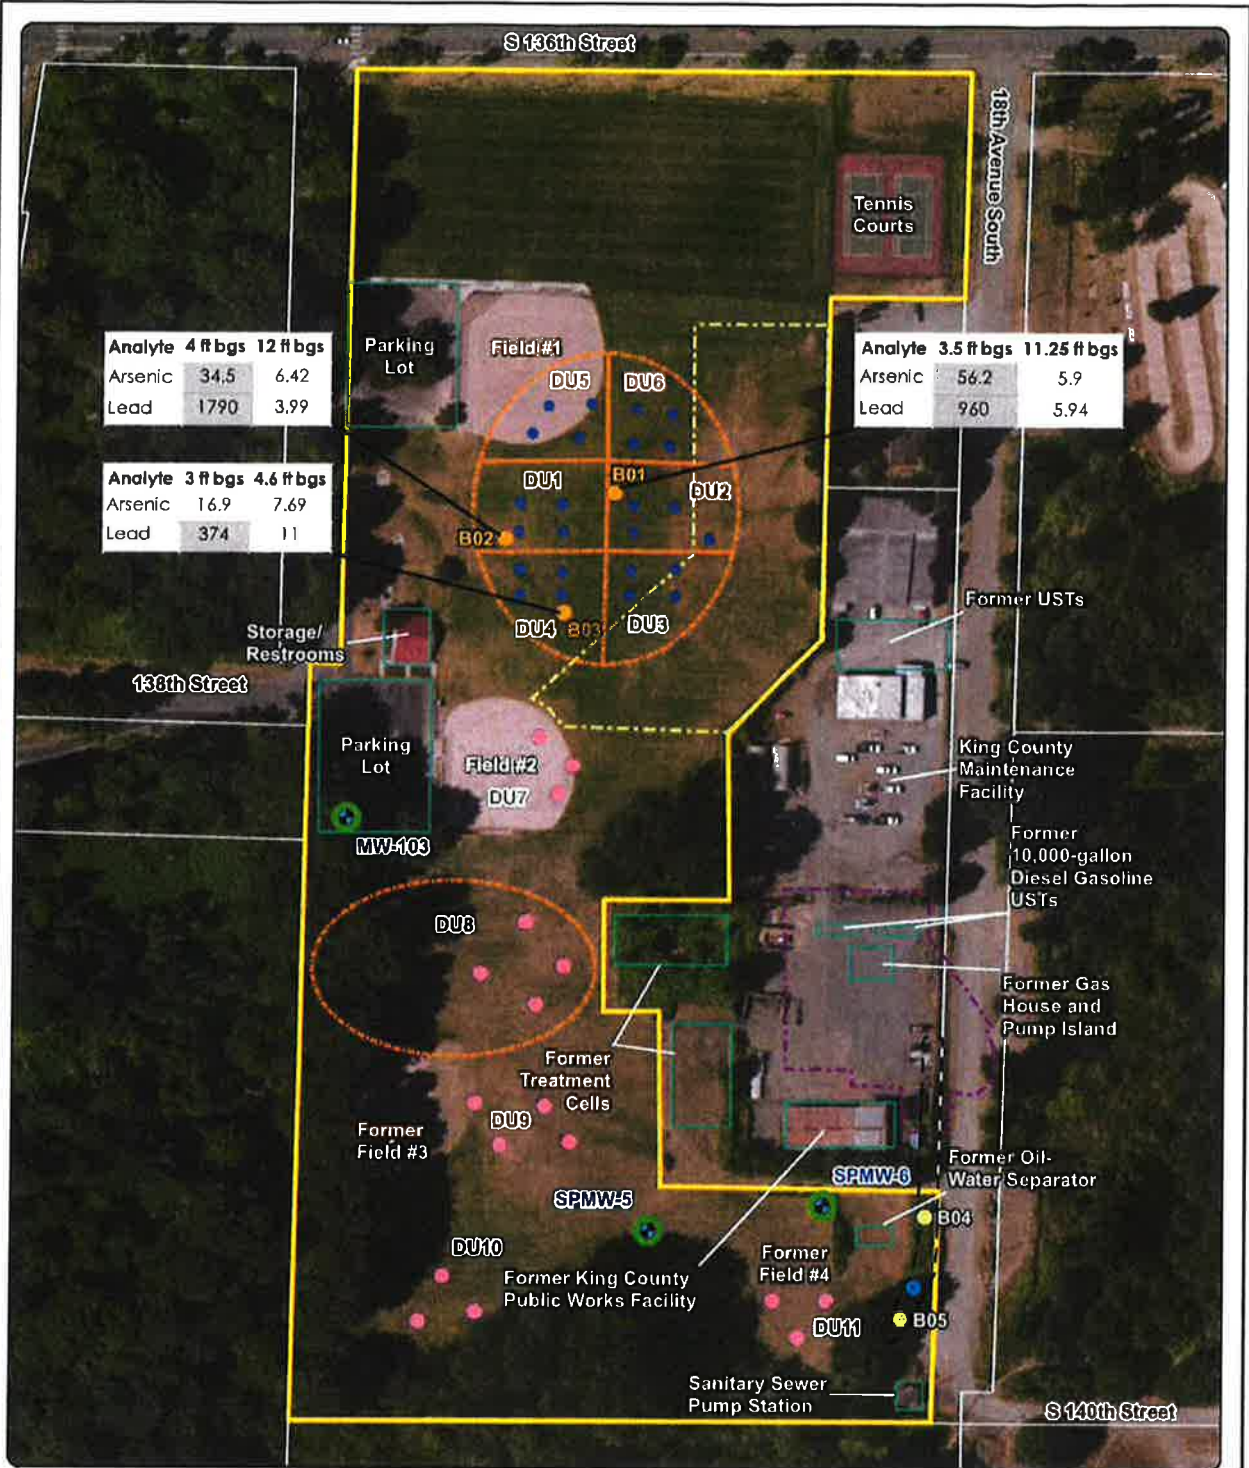 S 136th Street
18th Avenue South
Tennis
Courts
Parking
Lot
Field #1
Analyte 4 ft bgs 12 ft bgs
Arsenic 34.5 6.42
Lead 1790 3.99
Analyte 3.5 ft bgs 11.25 ft bgs
Arsenic 56.2 5.9
Lead 960 5.94
DU5
DU6
Analyte 3 ft bgs 4.6 ft bgs
Arsenic 16.9 7.69
Lead 374 11
DU1
B01
DU2
B02
DU4
B03
DU3
Former USTs
Storage/
Restrooms
138th Street
Parking
Lot
Field #2
DU7
King County
Maintenance
Facility
MW-103
Former
10,000-gallon
Diesel Gasoline
USTs
DU8
Former Gas
House and
Pump Island
Former
Treatment
Cells
DU9
Former
Field #3
Former Oil-
Water Separator
SPMW-6
SPMW-5
B04
DU10
Former
Field #4
Former King County
Public Works Facility
B05
DU11
Sanitary Sewer
Pump Station
S 140th Street